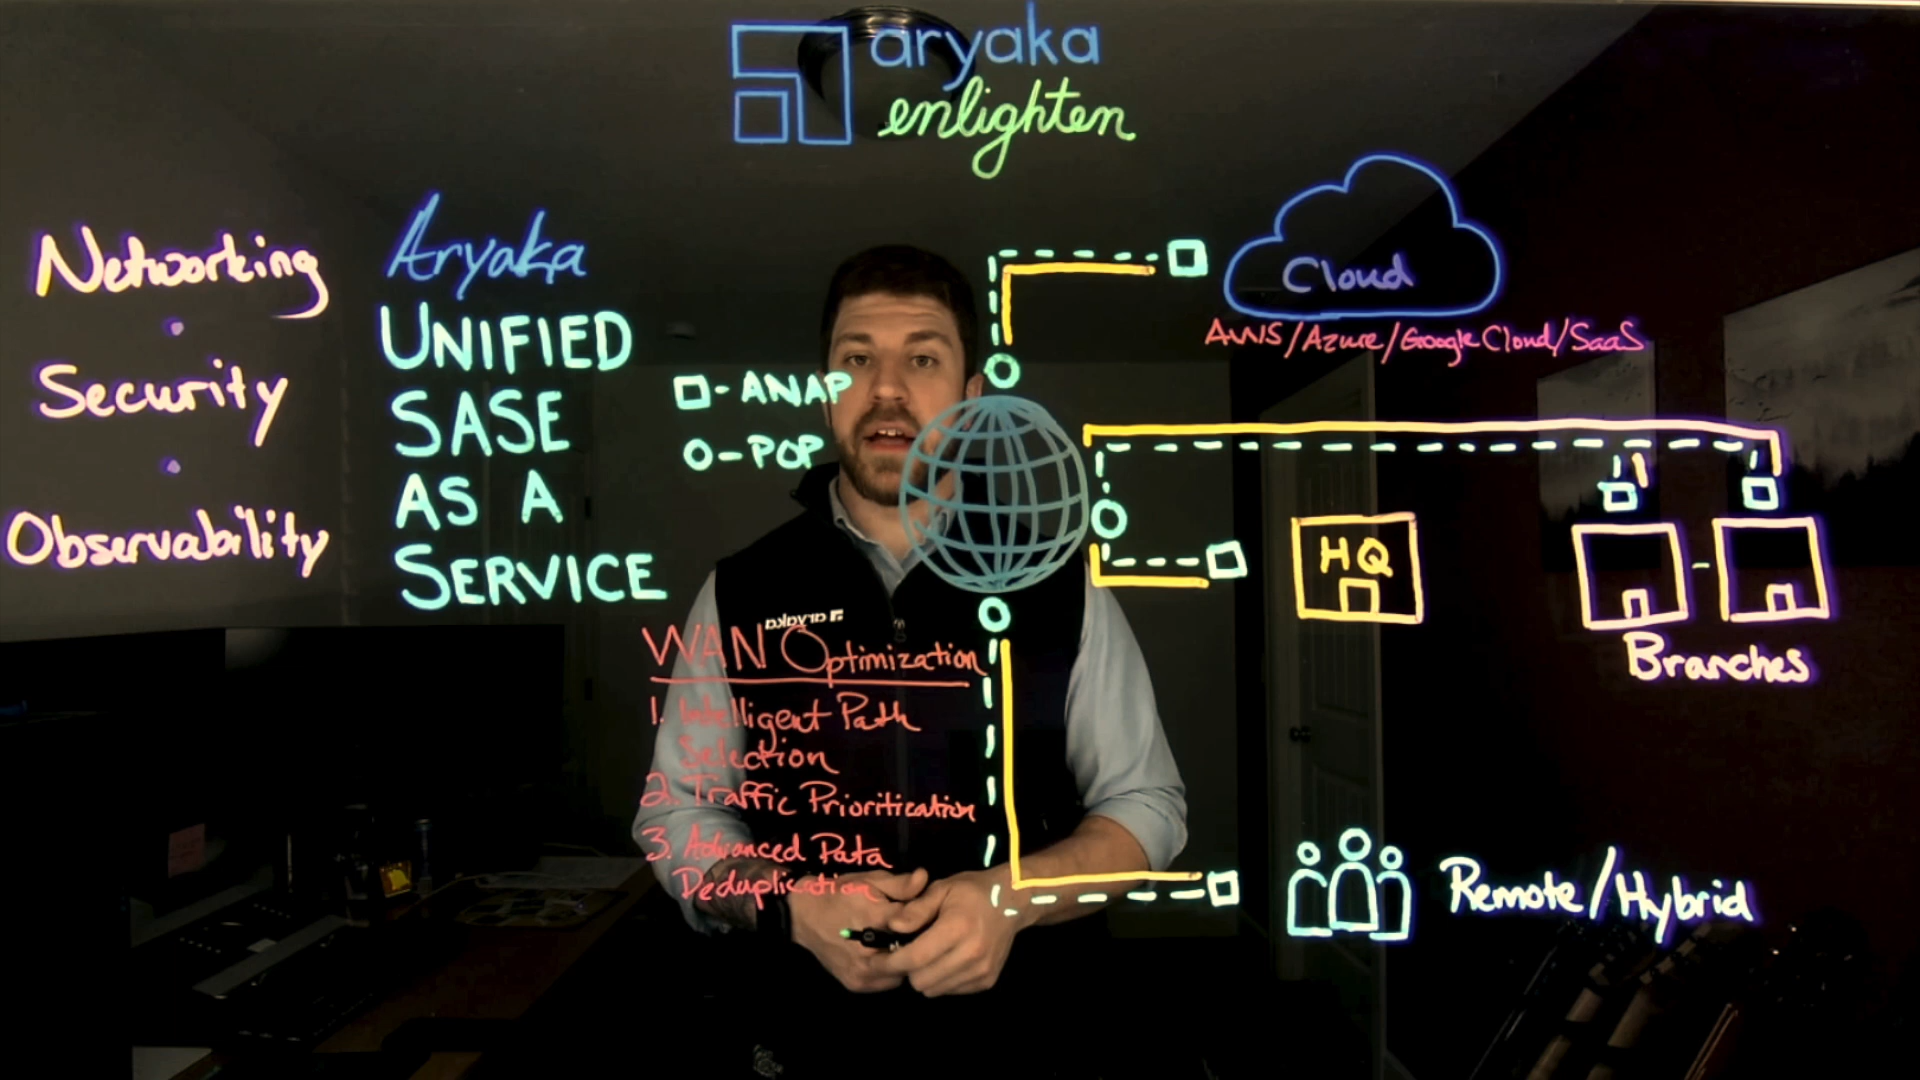 aryaka
enlighten
Networking
Security
Observability
Aryaka
UNIFIED
SASE
AS A
SERVICE
□-ANAP
O-POP
Cloud
AWS/Azure/Google Cloud/SaaS
HQ
Branches
aryaka
WAN Optimization
1. Intelligent Path
Selection
2. Traffic Prioritization
3. Advanced Data
Deduplication
Remote/Hybrid